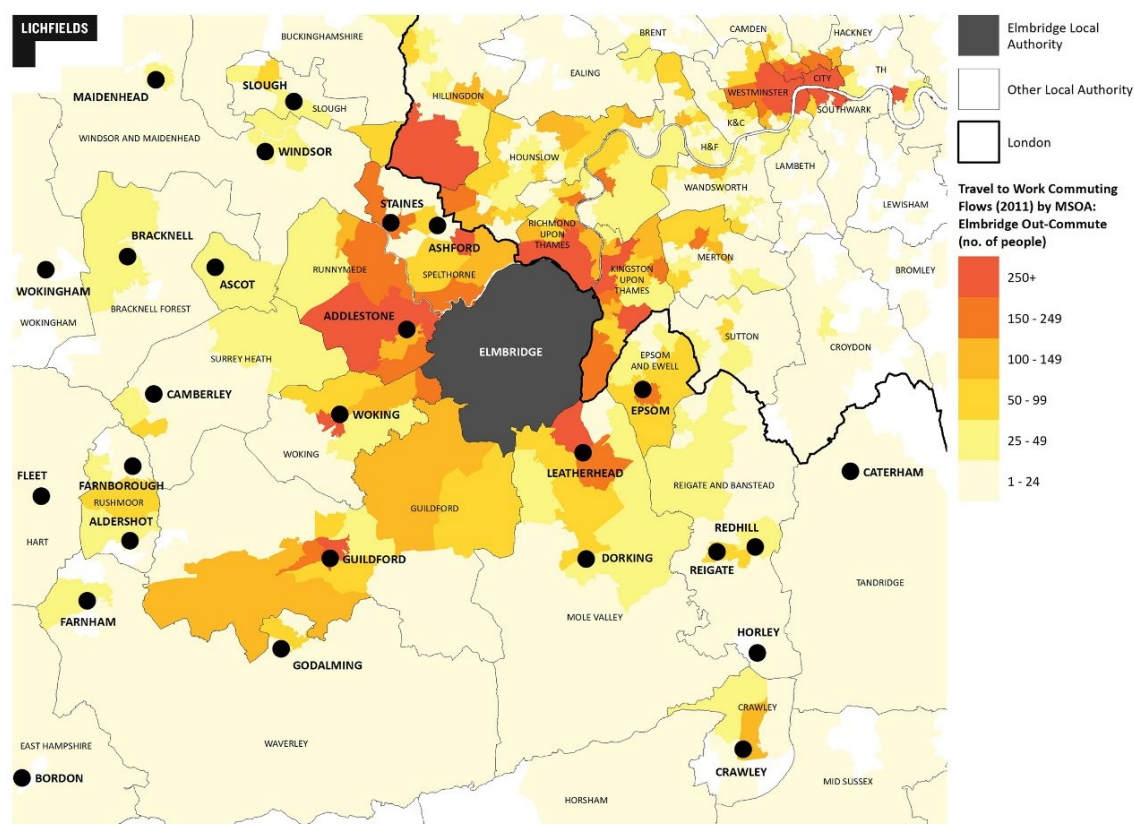 LICHFIELDS
BUCKINGHAMSHIRE
BRENT
CAMDEN
HACKNEY
MAIDENHEAD
SLOUGH
SLOUGH
HILLINGDON
EALING
WESTMINSTER
CITY
TH
SOUTHWARK
K&C
WINDSOR AND MAIDENHEAD
WINDSOR
HOUNSLOW
H&F
LAMBETH
WANDSWORTH
LEWISHAM
STAINES
ASHFORD
RICHMOND
UPON
THAMES
BRACKNELL
RUNNYMEDE
SPELTHORNE
KINGSTON
UPON
THAMES
MERTON
BROMLEY
WOKINGHAM
WOKINGHAM
ASCOT
BRACKNELL FOREST
ADDLESTONE
ELMBRIDGE
SUTTON
CROYDON
SURREY HEATH
EPSOM
AND EWELL
EPSOM
CAMBERLEY
WOKING
WOKING
LEATHERHEAD
CATERHAM
FLEET
FARNBOROUGH
RUSHMOOR
ALDERSHOT
HART
GUILDFORD
REIGATE AND BANSTEAD
REDHILL
REIGATE
GUILDFORD
DORKING
TANDRIDGE
FARNHAM
MOLE VALLEY
HORLEY
GODALMING
CRAWLEY
CRAWLEY
EAST HAMPSHIRE
BORDON
WAVERLEY
MID SUSSEX
HORSHAM
Elmbridge Local
Authority
Other Local Authority
London
Travel to Work Commuting
Flows (2011) by MSOA:
Elmbridge Out-Commute
(no. of people)
250+
150 - 249
100 - 149
50 - 99
25 - 49
1 - 24